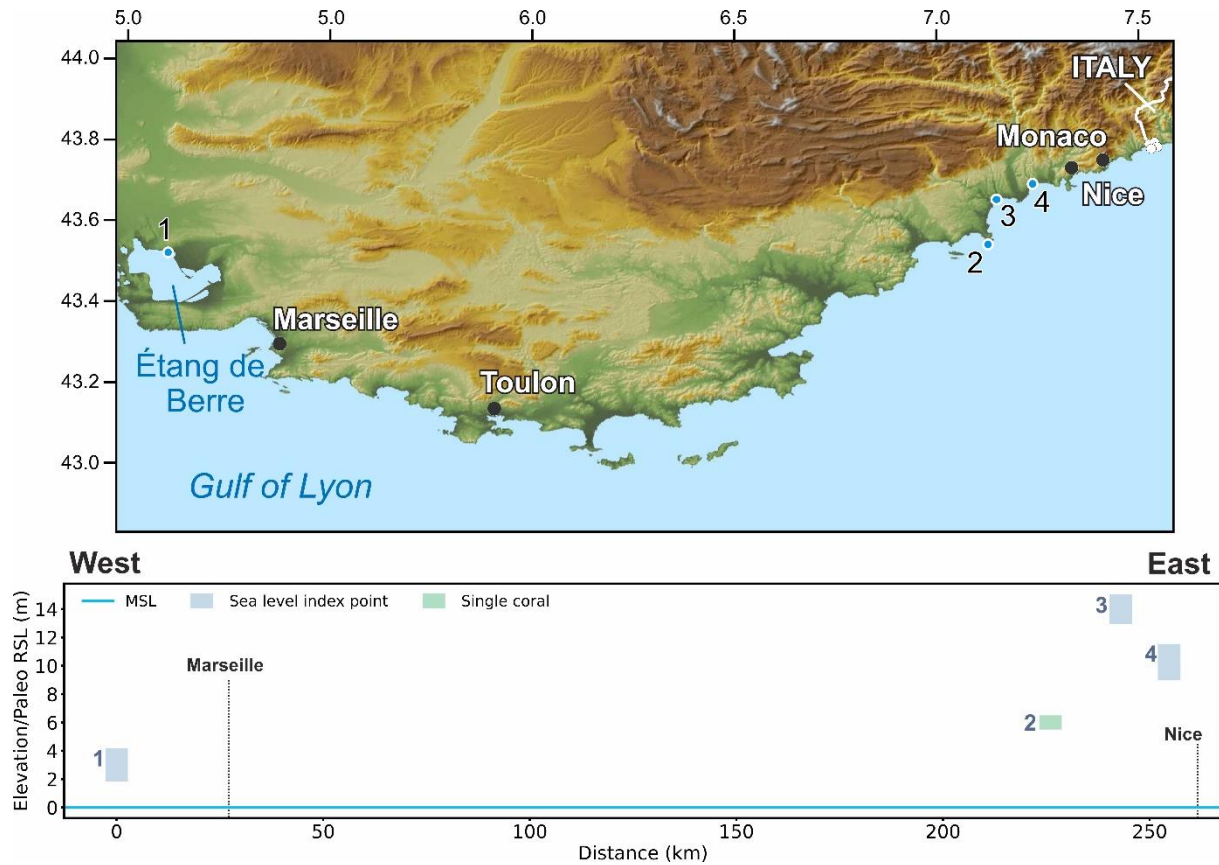 5.0 5.0 6.0 6.5 7.0 7.5
44.0
ITALY
43.8
Monaco
43.6
Nice
1
3
4
2
43.4
Marseille
Étang de
Berre
43.2
Toulon
43.0
Gulf of Lyon
West
East
MSL
Sea level index point
Single coral
Elevation/Paleo RSL (m)
14
12
10
8
6
4
2
0
Marseille
Nice
1
2
3
4
0 50 100 150 200 250
Distance (km)